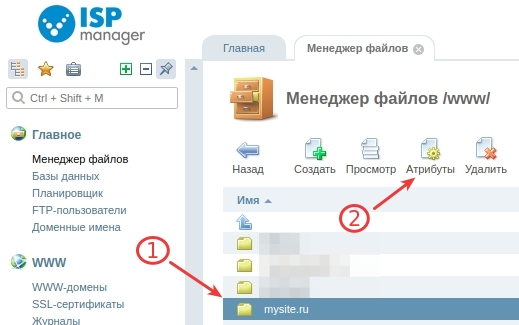 ISP
manager
Главная
Менеджер файлов
Ctrl + Shift + M
Менеджер файлов /www/
Главное
Менеджер файлов
Базы данных
Планировщик
FTP-пользователи
Доменные имена
WWW
WWW-домены
SSL-сертификаты
Журналы
Назад
Создать
Просмотр
Атрибуты
Удалить
Имя
2
1
mysite.ru